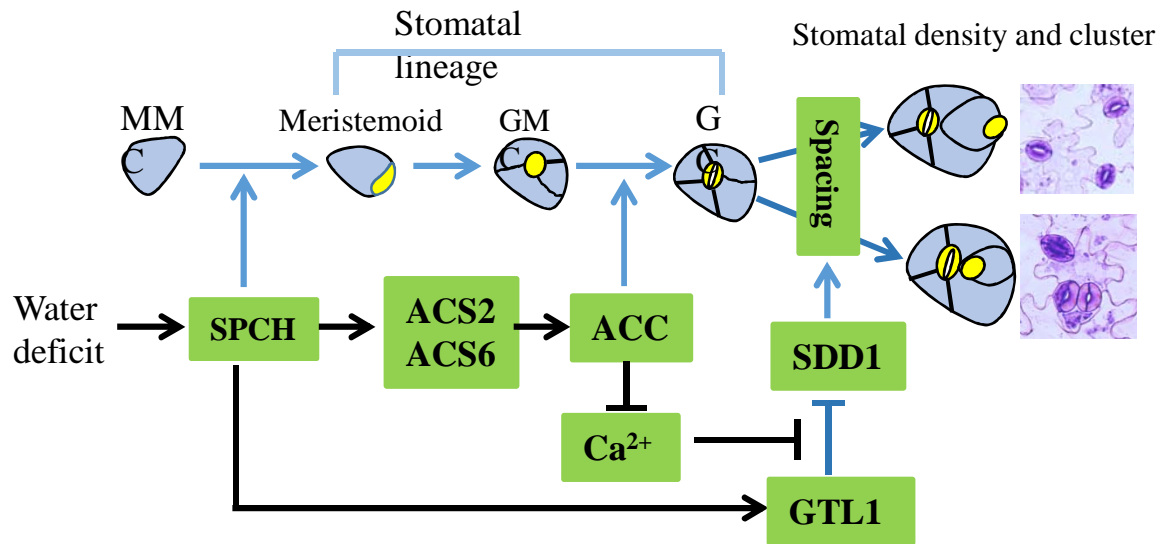 Stomatal
lineage
Stomatal density and cluster
MM
C
Meristemoid
GM
C
G
C
Spacing
Water
deficit
SPCH
ACS2
ACS6
ACC
SDD1
Ca²⁺
GTL1